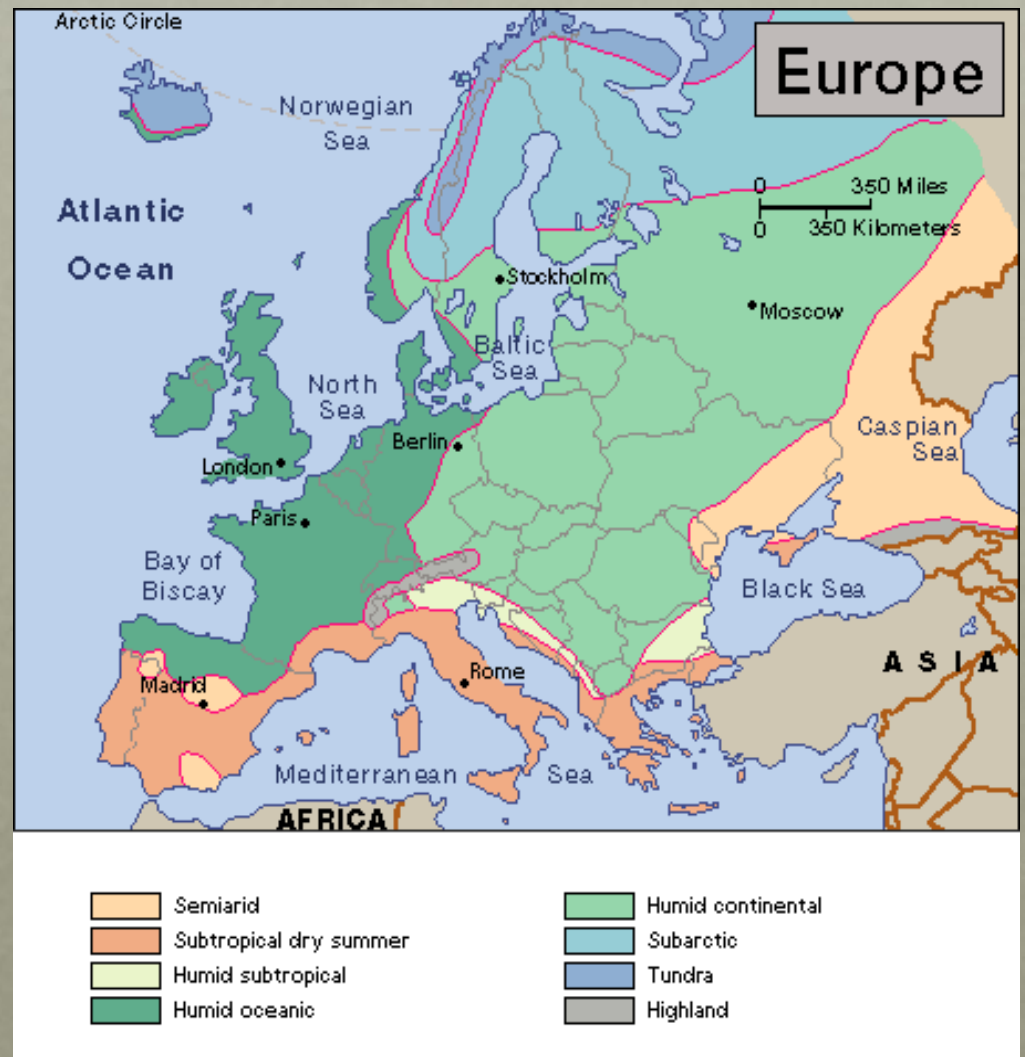 Arctic Circle
Europe
Norwegian
Sea
0 350 Miles
0 350 Kilometers
Atlantic
Ocean
Stockholm
Moscow
Baltic
Sea
North
Sea
Caspian
Sea
Berlin
London
Paris
Bay of
Biscay
Black Sea
ASIA
Rome
Madrid
Mediterranean Sea
AFRICA
Semiarid
Subtropical dry summer
Humid subtropical
Humid oceanic
Humid continental
Subarctic
Tundra
Highland